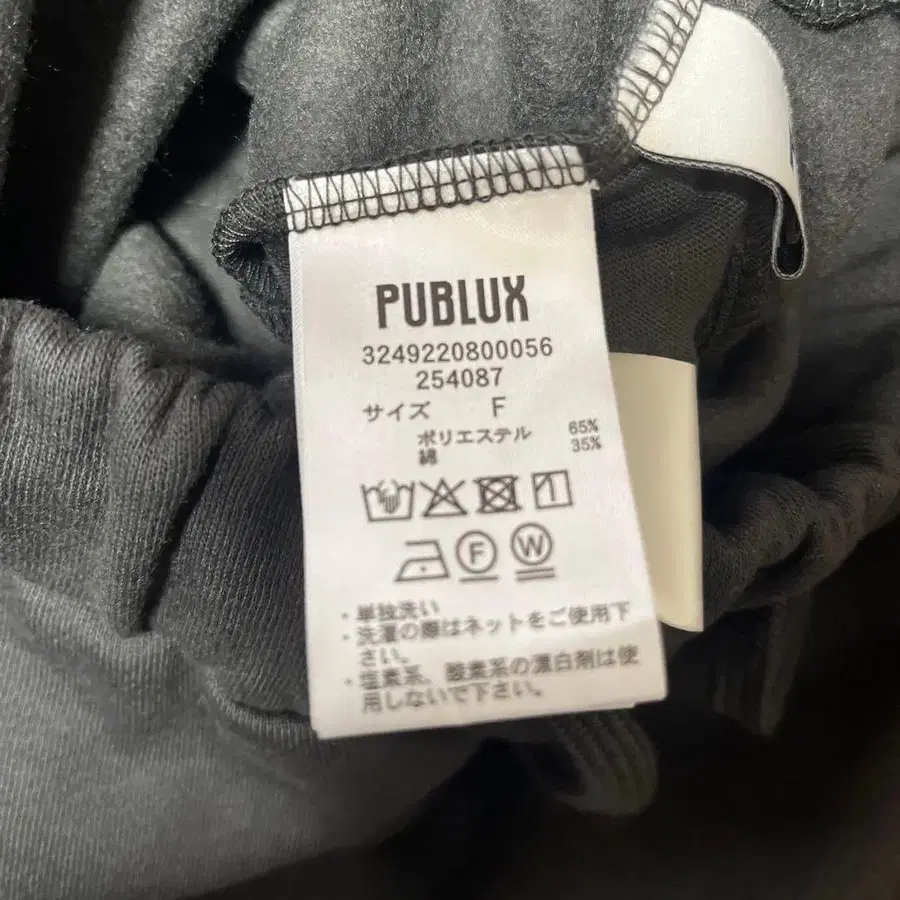 PUBLUX
3249220800056
254087
サイズ F
ポリエステル 65%
綿 35%
F W
・単独洗い
・洗濯の際はネットをご使用下
さい。
・塩素系、酸素系の漂白剤は使
用しないで下さい。